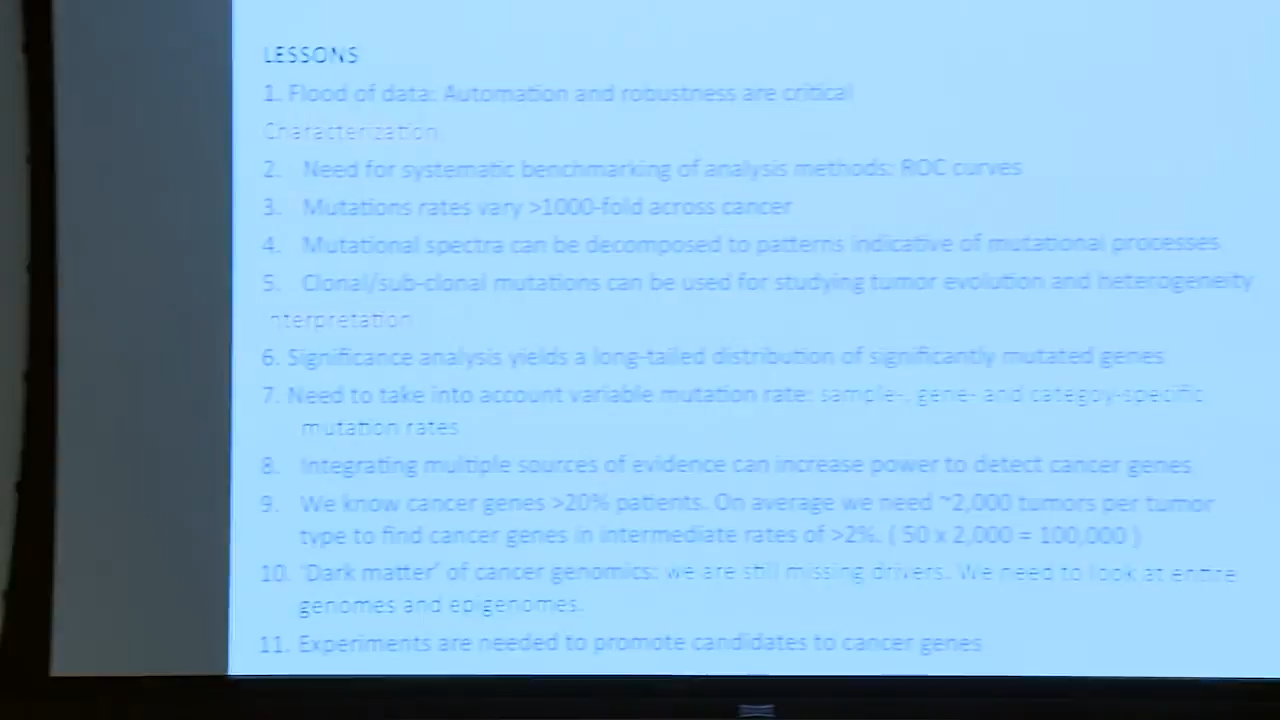 LESSONS
1. Flood of data: Automation and robustness are critical
Characterization
2. Need for systematic benchmarking of analysis methods: ROC curves
3. Mutations rates vary >1000-fold across cancer
4. Mutational spectra can be decomposed to patterns indicative of mutational processes
5. Clonal/sub-clonal mutations can be used for studying tumor evolution and heterogeneity
nterpretation
6. Significance analysis yields a long-tailed distribution of significantly mutated genes
7. Need to take into account variable mutation rate: sample-, gene- and categoy-specific
mutation rates
8. Integrating multiple sources of evidence can increase power to detect cancer genes
9. We know cancer genes >20% patients. On average we need ~2,000 tumors per tumor
type to find cancer genes in intermediate rates of >2%. ( 50 x 2,000 = 100,000 )
10. 'Dark matter' of cancer genomics: we are still missing drivers. We need to look at entire
genomes and epigenomes.
11. Experiments are needed to promote candidates to cancer genes